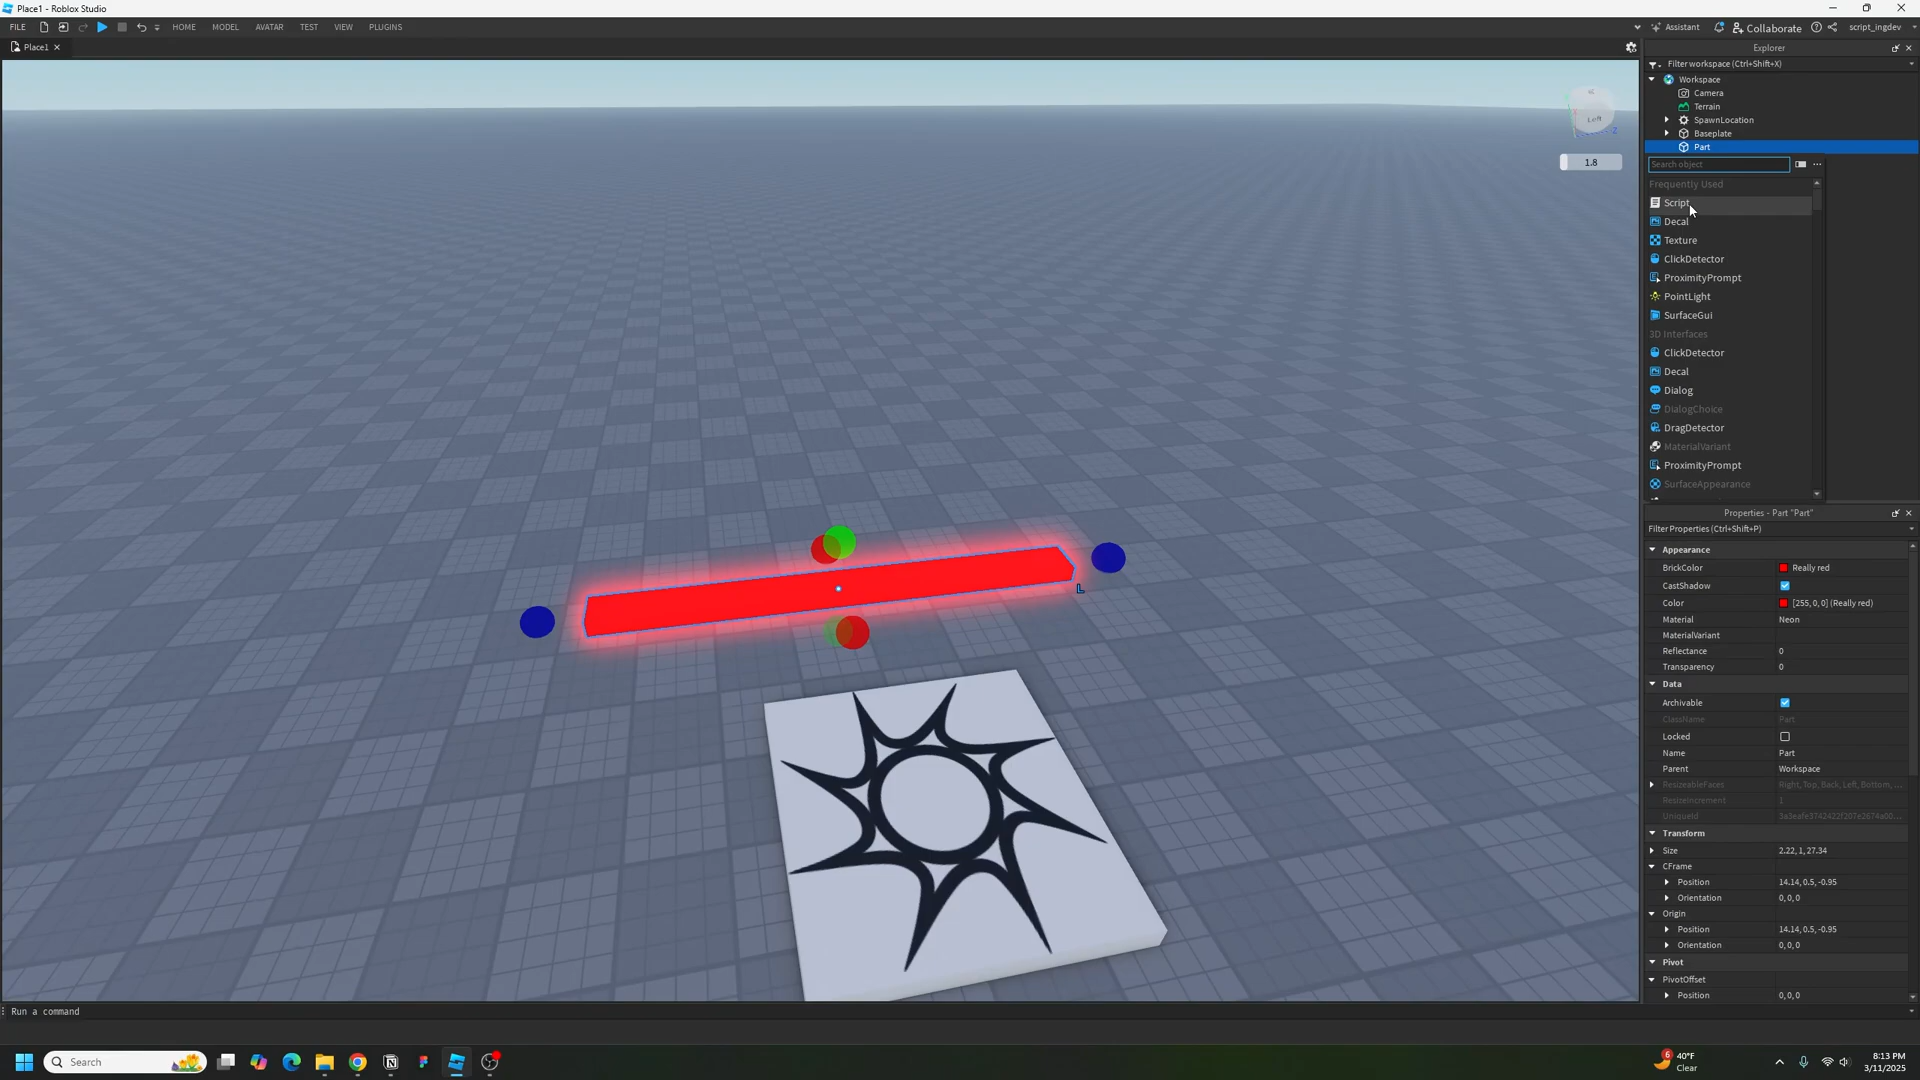 Place1 - Roblox Studio
FILE HOME MODEL AVATAR TEST VIEW PLUGINS Assistant Collaborate script_ingdev
Place1
Explorer
Filter workspace (Ctrl+Shift+X)
Workspace
Camera
Terrain
SpawnLocation
Baseplate
Part
Left
Z
1.8
Search object
Frequently Used
Script
Decal
Texture
ClickDetector
ProximityPrompt
PointLight
SurfaceGui
3D Interfaces
ClickDetector
Decal
Dialog
DialogChoice
DragDetector
MaterialVariant
ProximityPrompt
SurfaceAppearance
L
Properties - Part "Part"
Filter Properties (Ctrl+Shift+P)
Appearance
BrickColor Really red
CastShadow
Color [255, 0, 0] (Really red)
Material Neon
MaterialVariant
Reflectance 0
Transparency 0
Data
Archivable
ClassName Part
Locked
Name Part
Parent Workspace
ResizeableFaces Right, Top, Back, Left, Bottom, ...
ResizeIncrement 1
UniqueId
Transform
Size 2.22, 1, 27.34
CFrame
Position 14.14, 0.5, -0.95
Orientation 0, 0, 0
Origin
Position 14.14, 0.5, -0.95
Orientation 0, 0, 0
Pivot
PivotOffset
Position 0, 0, 0
Run a command
Search
6
40°F
Clear
8:13 PM
3/11/2025